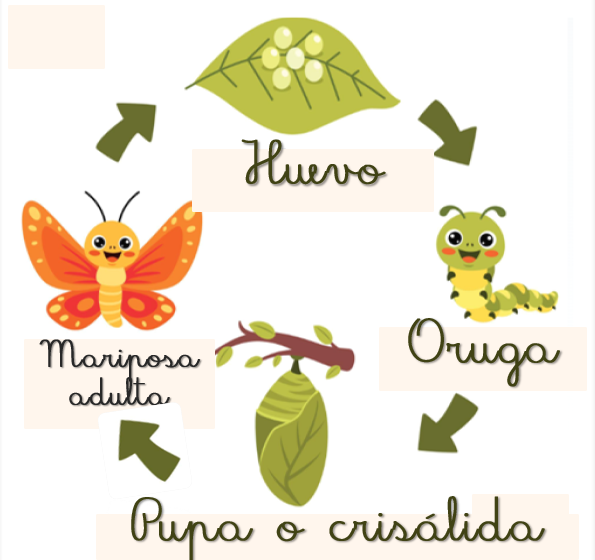 Huevo
Oruga
Mariposa
adulta
Pupa o crisálida